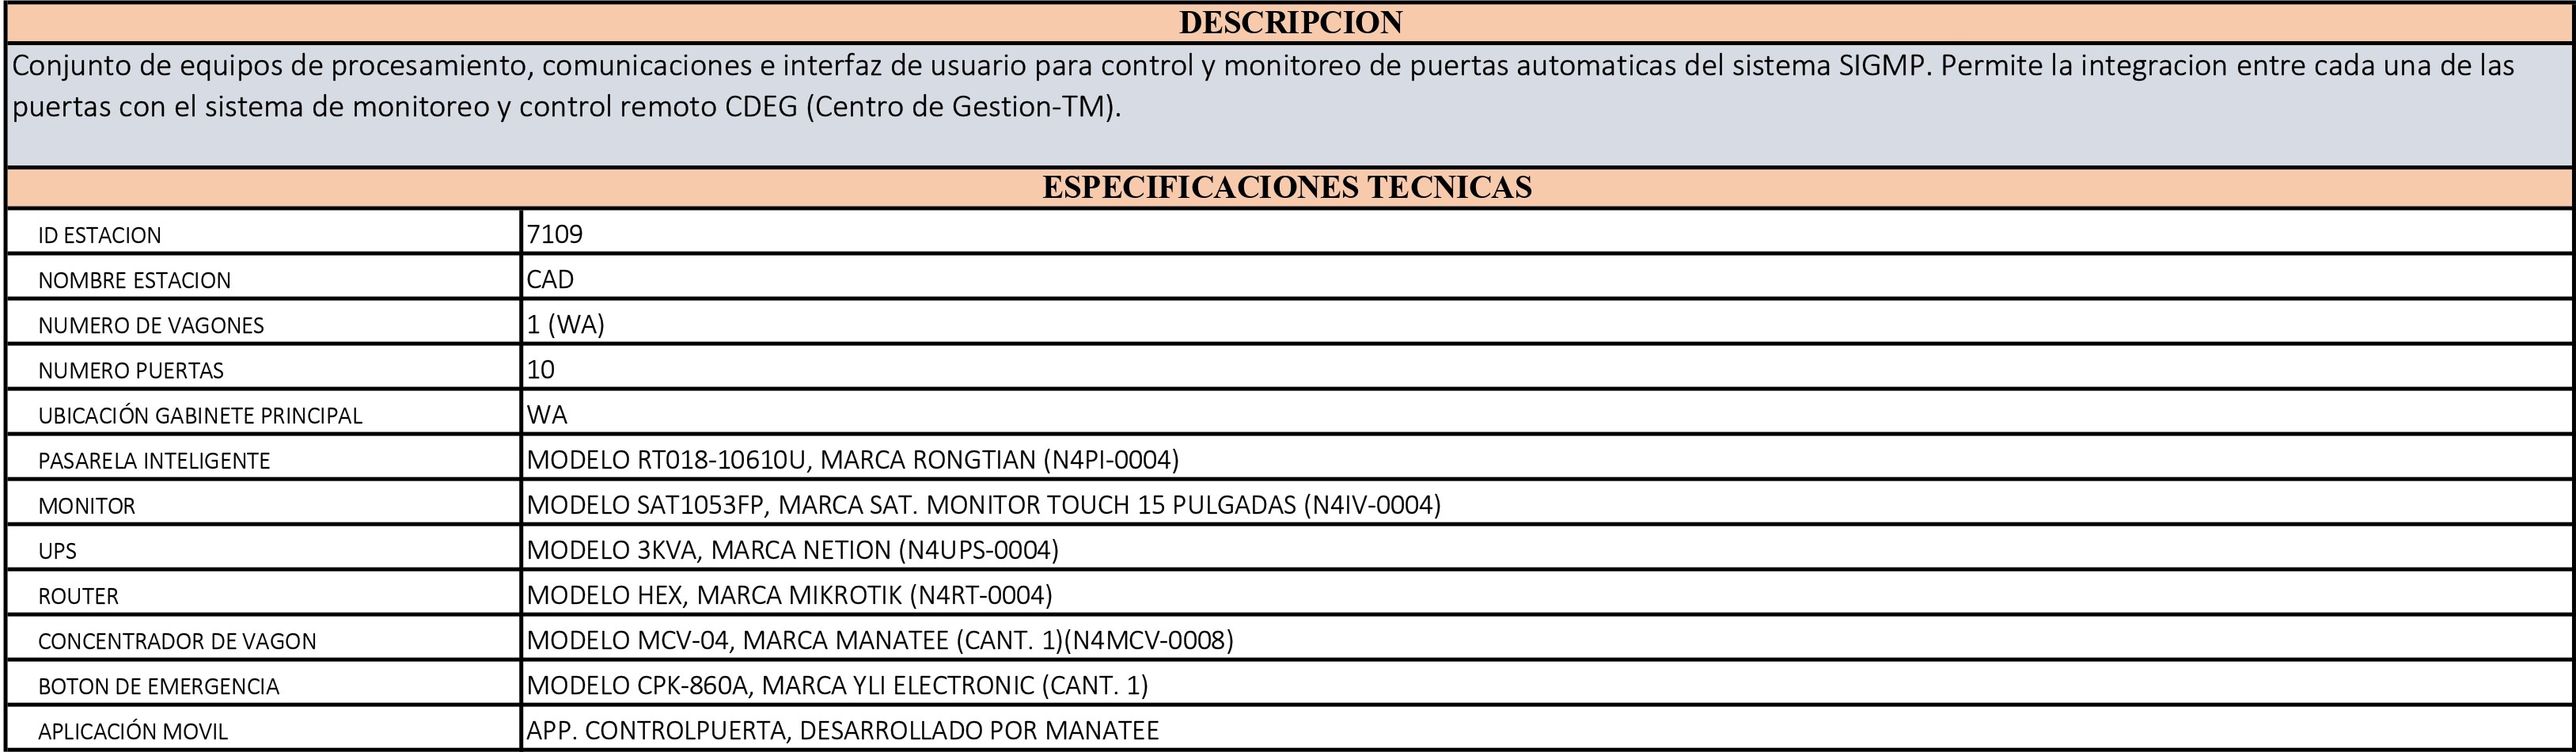 DESCRIPCION
Conjunto de equipos de procesamiento, comunicaciones e interfaz de usuario para control y monitoreo de puertas automaticas del sistema SIGMP. Permite la integracion entre cada una de las
puertas con el sistema de monitoreo y control remoto CDEG (Centro de Gestion-TM).
ESPECIFICACIONES TECNICAS
ID ESTACION 7109
NOMBRE ESTACION CAD
NUMERO DE VAGONES 1 (WA)
NUMERO PUERTAS 10
UBICACIÓN GABINETE PRINCIPAL WA
PASARELA INTELIGENTE MODELO RT018-10610U, MARCA RONGTIAN (N4PI-0004)
MONITOR MODELO SAT1053FP, MARCA SAT. MONITOR TOUCH 15 PULGADAS (N4IV-0004)
UPS MODELO 3KVA, MARCA NETION (N4UPS-0004)
ROUTER MODELO HEX, MARCA MIKROTIK (N4RT-0004)
CONCENTRADOR DE VAGON MODELO MCV-04, MARCA MANATEE (CANT. 1)(N4MCV-0008)
BOTON DE EMERGENCIA MODELO CPK-860A, MARCA YLI ELECTRONIC (CANT. 1)
APLICACIÓN MOVIL APP. CONTROLPUERTA, DESARROLLADO POR MANATEE